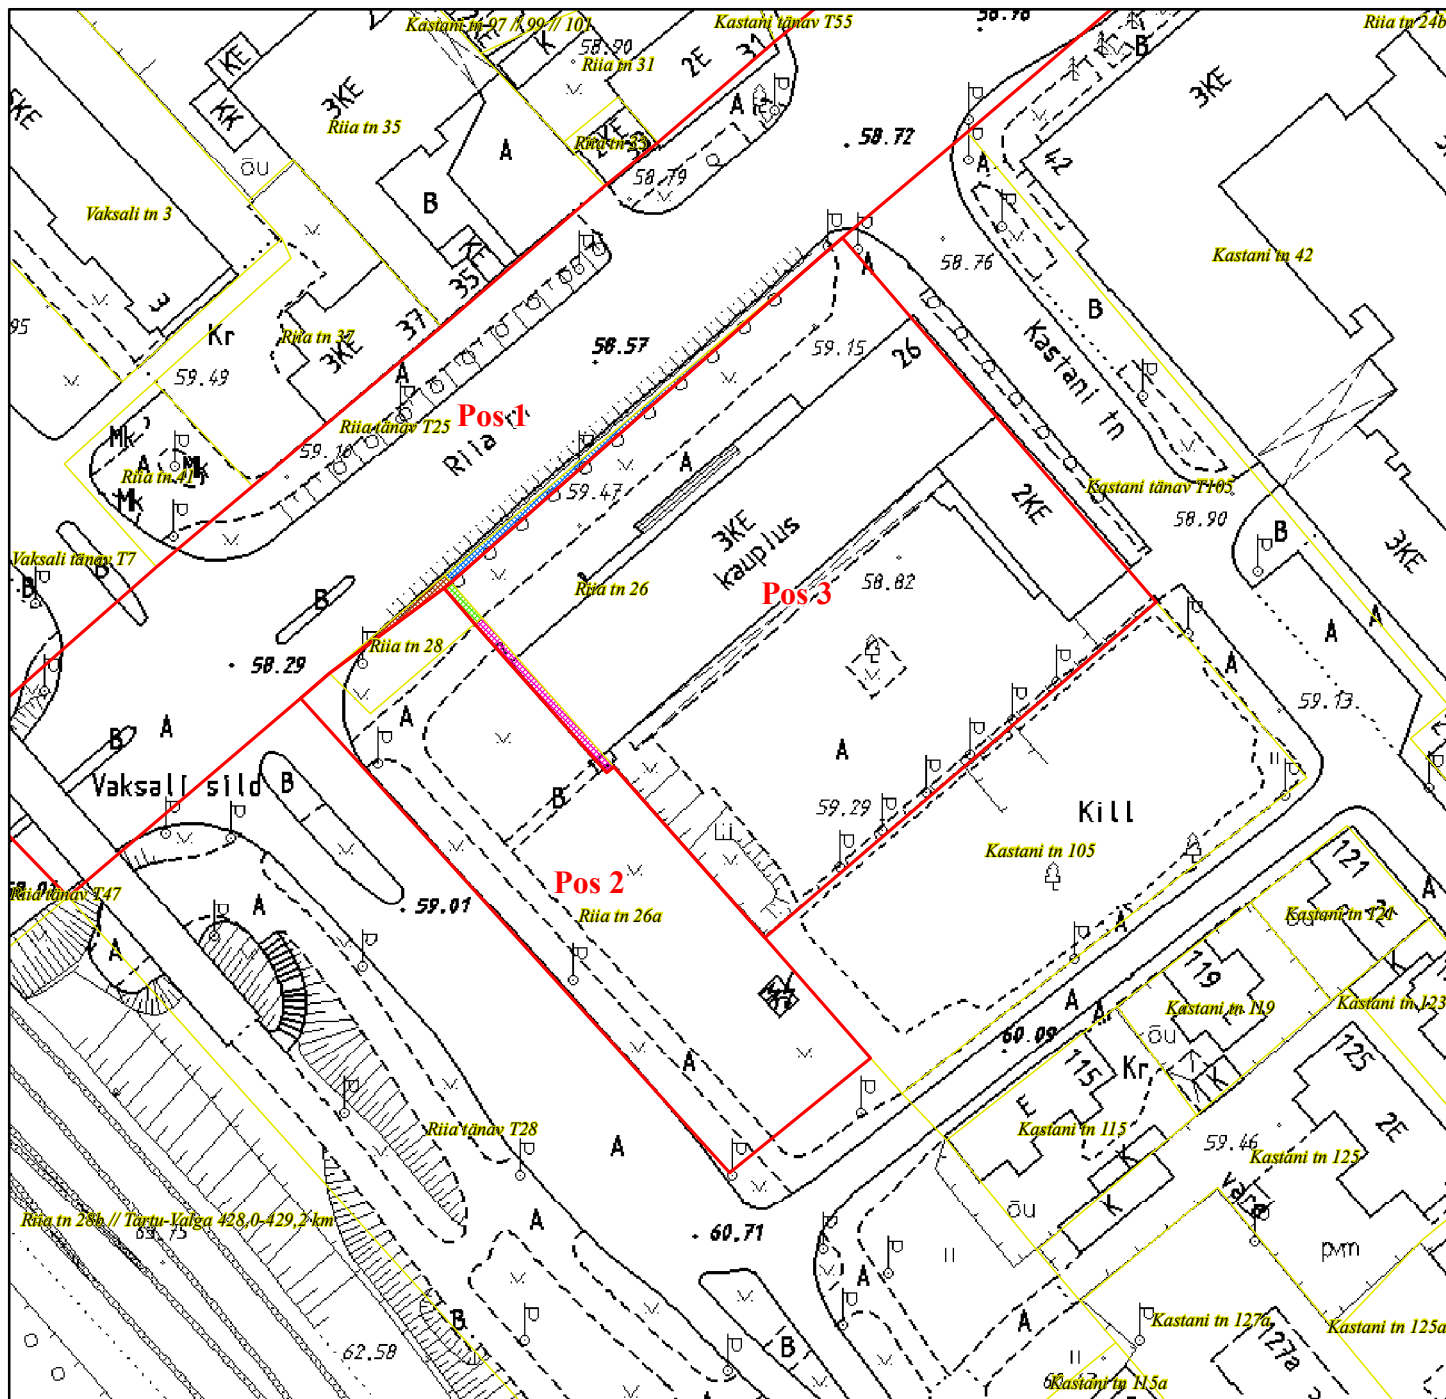 Kastani tn 97 // 99 // 101
Kastani tänav T55
Riia tn 24b
58.90
Riia tn 31
2E
31
B
KE
K
KK
3KE
Riia tn 35
A
2KE
Riia tn 33
58.79
58.72
3KE
42
A
õu
B
Vaksali tn 3
3
KE
35
58.76
Kastani tn 42
A
Kr
Riia tn 37
3KE
37
58.57
59.15
26
B
Kastani tn
59.49
A
Pos 1
Riia tänav T25
59.10
Riia
Mk
A
Mk
Riia tn 41
Mk
A
59.47
2KE
Kastani tänav T105
58.90
B
3KE
3KE
kauplus
Vaksali tänav T7
B
B
B
Riia tn 26
Pos 3
58.82
A
A
Riia tn 28
58.29
A
A
B
A
59.13
Vaksali sild
B
A
B
59.29
Kill
Kastani tn 105
121
Riia tänav T47
Pos 2
Riia tn 26a
A
59.01
A
Kastani tn 121
A
119
A
Kastani tn 119
Kastani tn 123
A
A
60.09
õu
K
125
115
Kr
E
Kastani tn 115
59.46
2E
Kastani tn 125
Riia tänav T28
A
A
K
K
õu
Riia tn 28b // Tartu-Valga 428,0-429,2 km
A
60.71
pvm
A
B
A
Kastani tn 127a
Kastani tn 125a
62.58
B
127a
Kastani tn 115a